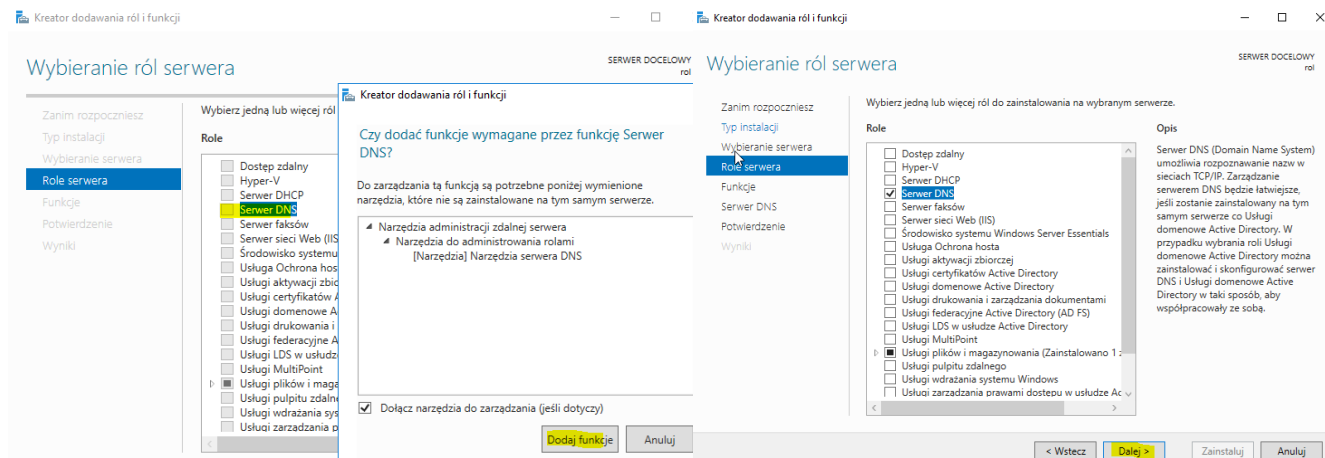 Kreator dodawania ról i funkcji
Wybieranie ról serwera
SERWER DOCELOWY
rol
Zanim rozpoczniesz
Typ instalacji
Wybieranie serwera
Role serwera
Funkcje
Potwierdzenie
Wyniki
Wybierz jedną lub więcej ról
Role
Dostęp zdalny
Hyper-V
Serwer DHCP
Serwer DNS
Serwer faksów
Serwer sieci Web (IIS
Środowisko systemu
Usługa Ochrona hos
Usługi aktywacji zbio
Usługi certyfikatów A
Usługi domenowe A
Usługi drukowania i
Usługi federacyjne A
Usługi LDS w usłudz
Usługi MultiPoint
Usługi plików i maga
Usługi pulpitu zdaln
Usługi wdrażania sys
Usługi zarządzania p
Kreator dodawania ról i funkcji
Czy dodać funkcje wymagane przez funkcję Serwer
DNS?
Do zarządzania tą funkcją są potrzebne poniżej wymienione
narzędzia, które nie są zainstalowane na tym samym serwerze.
Narzędzia administracji zdalnej serwera
Narzędzia do administrowania rolami
[Narzędzia] Narzędzia serwera DNS
Dołącz narzędzia do zarządzania (jeśli dotyczy)
Dodaj funkcje
Anuluj
Kreator dodawania ról i funkcji
Wybieranie ról serwera
SERWER DOCELOWY
rol
Zanim rozpoczniesz
Typ instalacji
Wybieranie serwera
Role serwera
Funkcje
Serwer DNS
Potwierdzenie
Wyniki
Wybierz jedną lub więcej ról do zainstalowania na wybranym serwerze.
Role
Dostęp zdalny
Hyper-V
Serwer DHCP
Serwer DNS
Serwer faksów
Serwer sieci Web (IIS)
Środowisko systemu Windows Server Essentials
Usługa Ochrona hosta
Usługi aktywacji zbiorczej
Usługi certyfikatów Active Directory
Usługi domenowe Active Directory
Usługi drukowania i zarządzania dokumentami
Usługi federacyjne Active Directory (AD FS)
Usługi LDS w usłudze Active Directory
Usługi MultiPoint
Usługi plików i magazynowania (Zainstalowano 1 z
Usługi pulpitu zdalnego
Usługi wdrażania systemu Windows
Usługi zarządzania prawami dostępu w usłudze Ac
Opis
Serwer DNS (Domain Name System)
umożliwia rozpoznawanie nazw w
sieciach TCP/IP. Zarządzanie
serwerem DNS będzie łatwiejsze,
jeśli zostanie zainstalowany na tym
samym serwerze co Usługi
domenowe Active Directory. W
przypadku wybrania roli Usługi
domenowe Active Directory można
zainstalować i skonfigurować serwer
DNS i Usługi domenowe Active
Directory w taki sposób, aby
współpracowały ze sobą.
< Wstecz
Dalej >
Zainstaluj
Anuluj